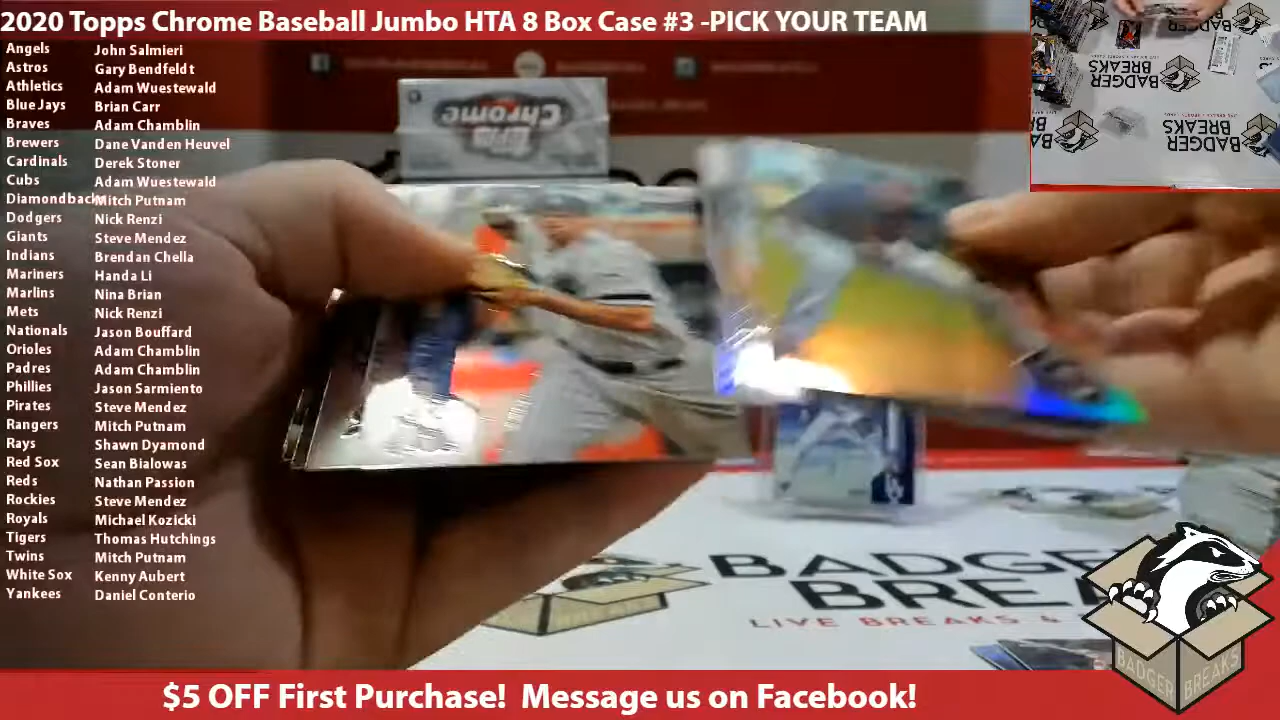 2020 Topps Chrome Baseball Jumbo HTA 8 Box Case #3 -PICK YOUR TEAM
Angels John Salmieri
Astros Gary Bendfeldt
Athletics Adam Wuestewald
Blue Jays Brian Carr
Braves Adam Chamblin
Brewers Dane Vanden Heuvel
Cardinals Derek Stoner
Cubs Adam Wuestewald
Diamondback Mitch Putnam
Dodgers Nick Renzi
Giants Steve Mendez
Indians Brendan Chella
Mariners Handa Li
Marlins Nina Brian
Mets Nick Renzi
Nationals Jason Bouffard
Orioles Adam Chamblin
Padres Adam Chamblin
Phillies Jason Sarmiento
Pirates Steve Mendez
Rangers Mitch Putnam
Rays Shawn Dyamond
Red Sox Sean Bialowas
Reds Nathan Passion
Rockies Steve Mendez
Royals Michael Kozicki
Tigers Thomas Hutchings
Twins Mitch Putnam
White Sox Kenny Aubert
Yankees Daniel Conterio
Topps
Chrome
BADGER
BREAKS
BADGER
BREAKS
BADGER
BREA
LIVE BREAKS &
BADGER BREAKS
$5 OFF First Purchase! Message us on Facebook!